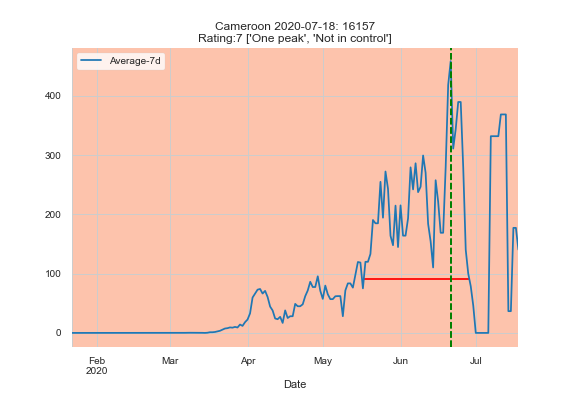 Cameroon 2020-07-18: 16157
Rating:7 ['One peak', 'Not in control']
Average-7d
400
300
200
100
0
Feb
2020
Mar
Apr
May
Jun
Jul
Date